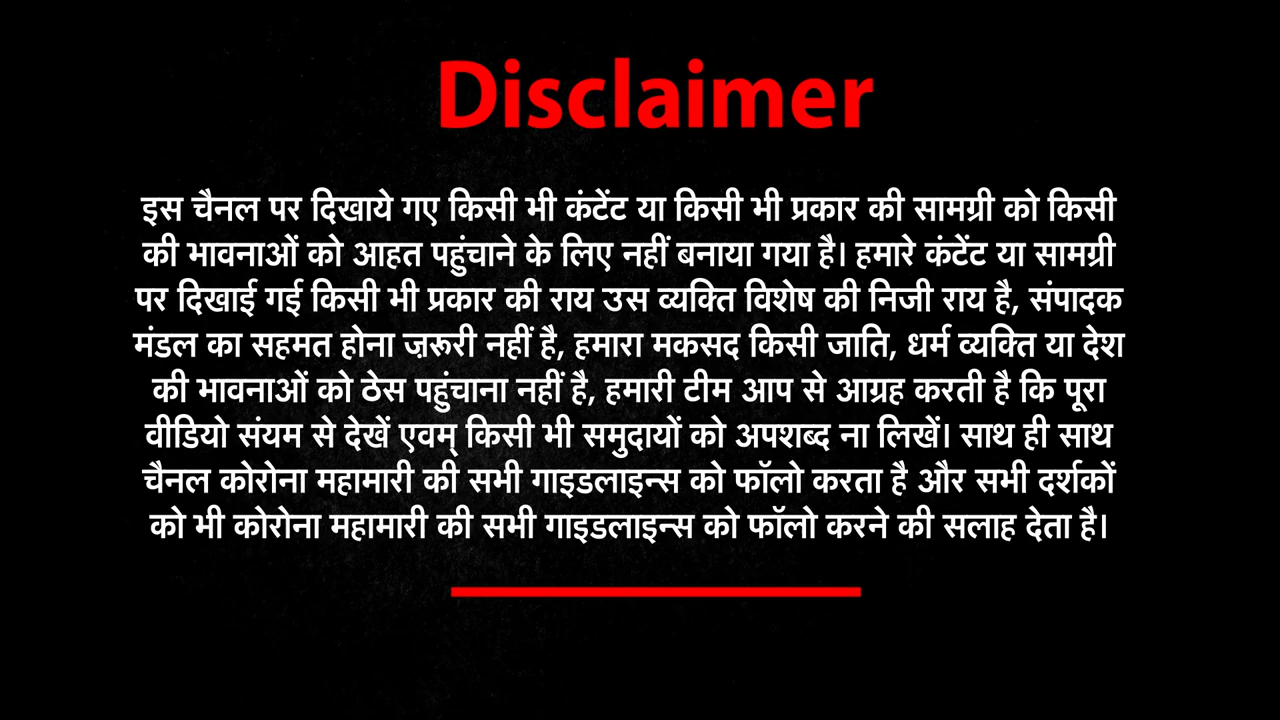 Disclaimer
इस चैनल पर दिखाये गए किसी भी कंटेंट या किसी भी प्रकार की सामग्री को किसी
की भावनाओं को आहत पहुंचाने के लिए नहीं बनाया गया है। हमारे कंटेंट या सामग्री
पर दिखाई गई किसी भी प्रकार की राय उस व्यक्ति विशेष की निजी राय है, संपादक
मंडल का सहमत होना ज़रूरी नहीं है, हमारा मकसद किसी जाति, धर्म व्यक्ति या देश
की भावनाओं को ठेस पहुंचाना नहीं है, हमारी टीम आप से आग्रह करती है कि पूरा
वीडियो संयम से देखें एवम् किसी भी समुदायों को अपशब्द ना लिखें। साथ ही साथ
चैनल कोरोना महामारी की सभी गाइडलाइन्स को फॉलो करता है और सभी दर्शकों
को भी कोरोना महामारी की सभी गाइडलाइन्स को फॉलो करने की सलाह देता है।